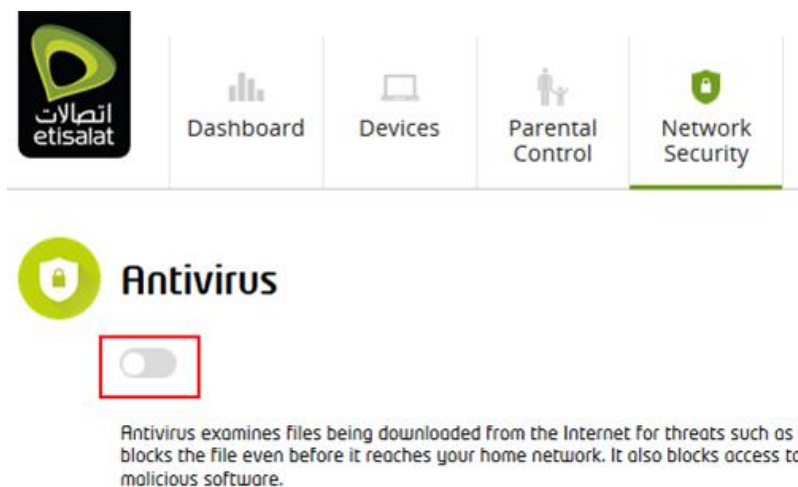 اتصالات
etisalat
Dashboard
Devices
Parental
Control
Network
Security
Antivirus
Antivirus examines files being downloaded from the Internet for threats such as
blocks the file even before it reaches your home network. It also blocks access to
malicious software.